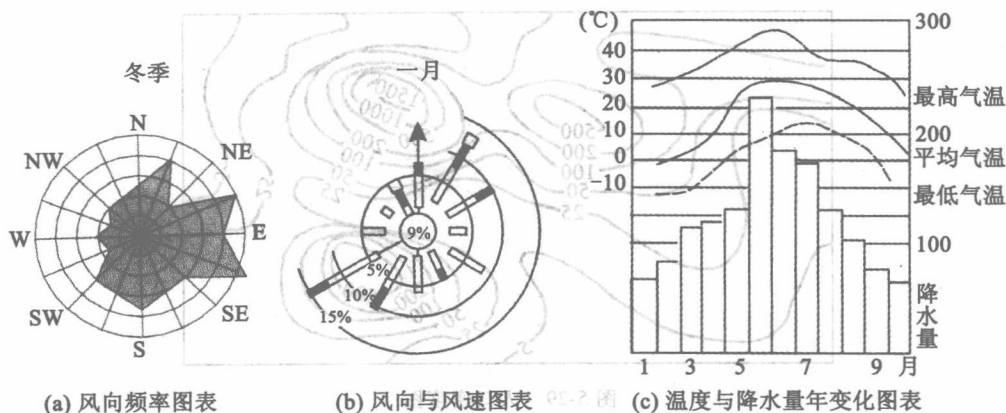 冬季
N
NW
NE
W
E
SW
SE
S
(a) 风向频率图表
一月
9%
5%
10%
15%
(b) 风向与风速图表
(℃)
40
30
20
10
0
-10
300
最高气温
200
平均气温
最低气温
100
降水量
1 3 5 7 9 月
(c) 温度与降水量年变化图表
图 5-29